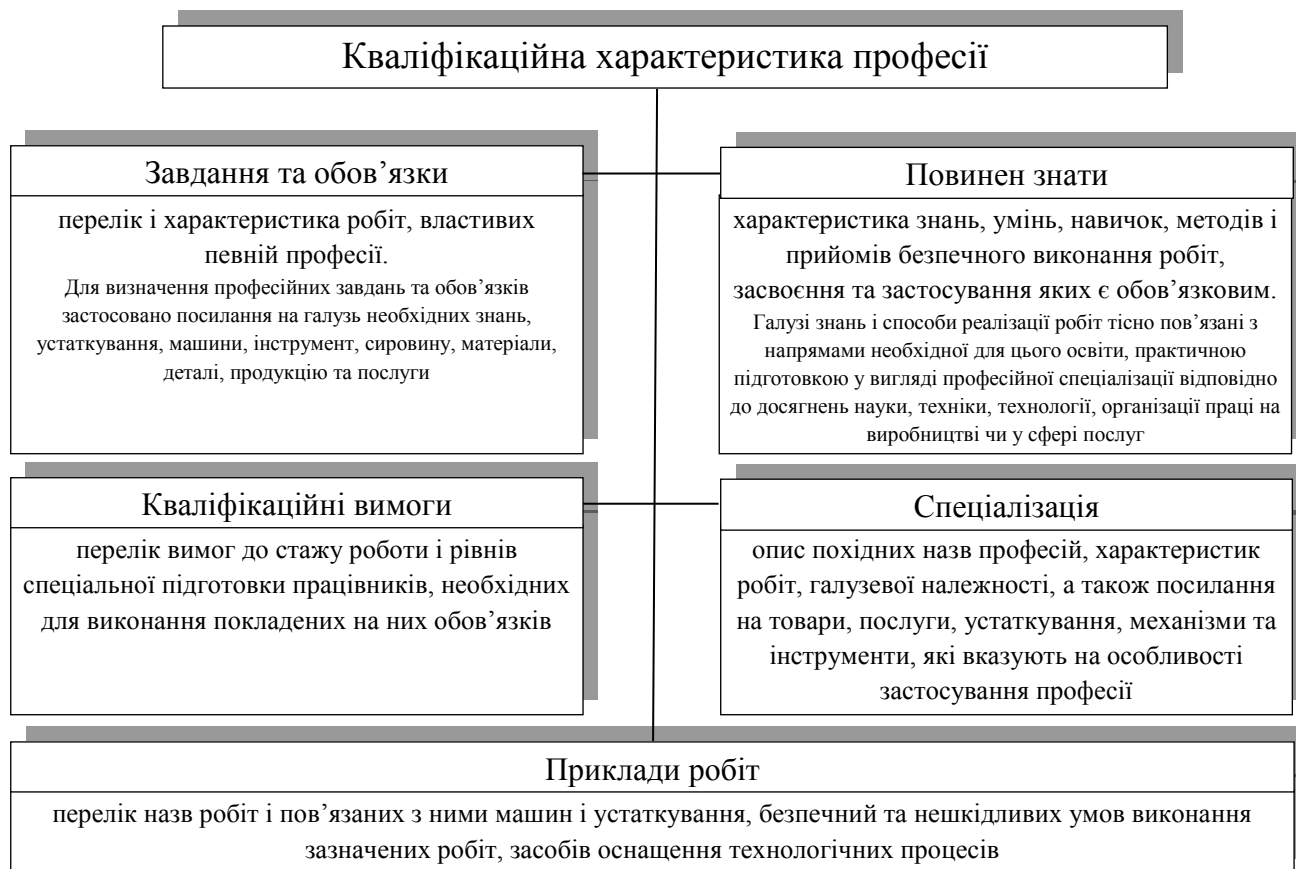 Кваліфікаційна характеристика професії
Завдання та обов’язки
перелік і характеристика робіт, властивих
певній професії.
Для визначення професійних завдань та обов’язків
застосовано посилання на галузь необхідних знань,
устаткування, машини, інструмент, сировину, матеріали,
деталі, продукцію та послуги
Повинен знати
характеристика знань, умінь, навичок, методів і
прийомів безпечного виконання робіт,
засвоєння та застосування яких є обов’язковим.
Галузі знань і способи реалізації робіт тісно пов’язані з
напрямами необхідної для цього освіти, практичною
підготовкою у вигляді професійної спеціалізації відповідно
до досягнень науки, техніки, технології, організації праці на
виробництві чи у сфері послуг
Кваліфікаційні вимоги
перелік вимог до стажу роботи і рівнів
спеціальної підготовки працівників, необхідних
для виконання покладених на них обов’язків
Спеціалізація
опис похідних назв професій, характеристик
робіт, галузевої належності, а також посилання
на товари, послуги, устаткування, механізми та
інструменти, які вказують на особливості
застосування професії
Приклади робіт
перелік назв робіт і пов’язаних з ними машин і устаткування, безпечний та нешкідливих умов виконання
зазначених робіт, засобів оснащення технологічних процесів